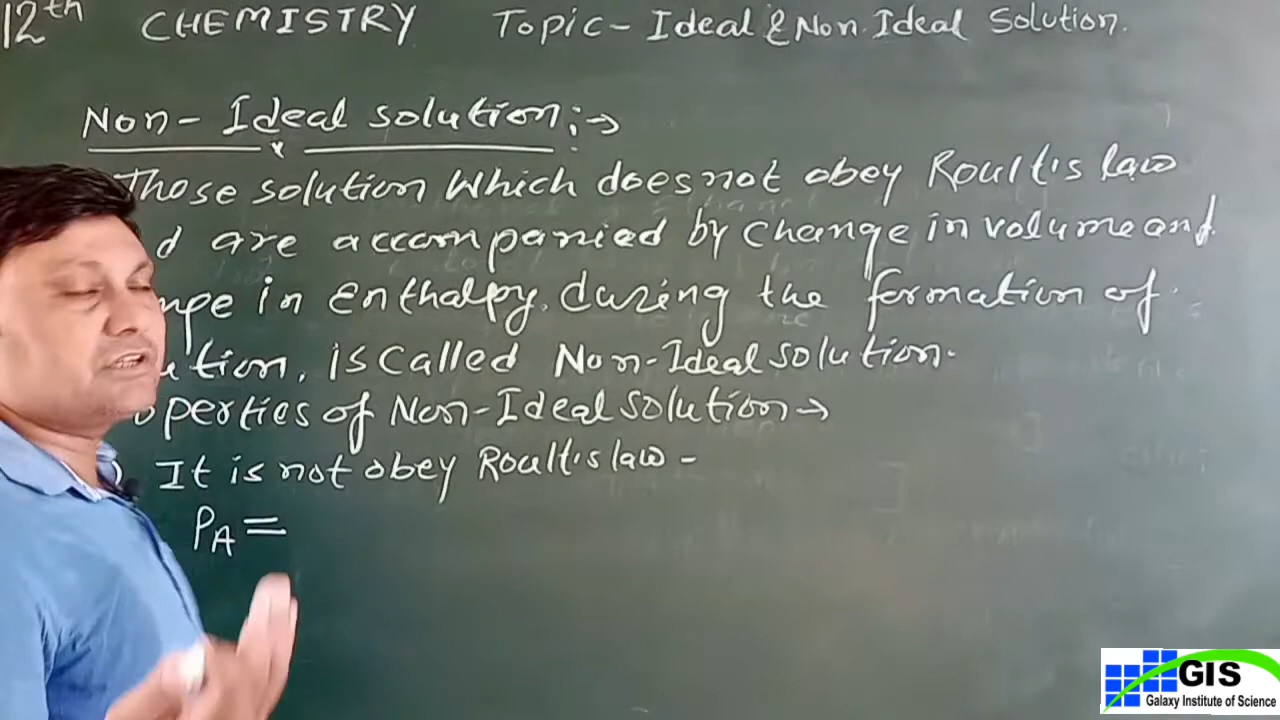 12th CHEMISTRY Topic - Ideal & Non. Ideal Solution.
Non - Ideal solution :→
Those solution which does not obey Roult's law
d are accompanied by change in volume and
nge in Enthalpy. during the formation of
ution, is called Non-Ideal solution.
operties of Non-Ideal solution →
) It is not obey Roult's law -
PA =
GIS
Galaxy Institute of Science